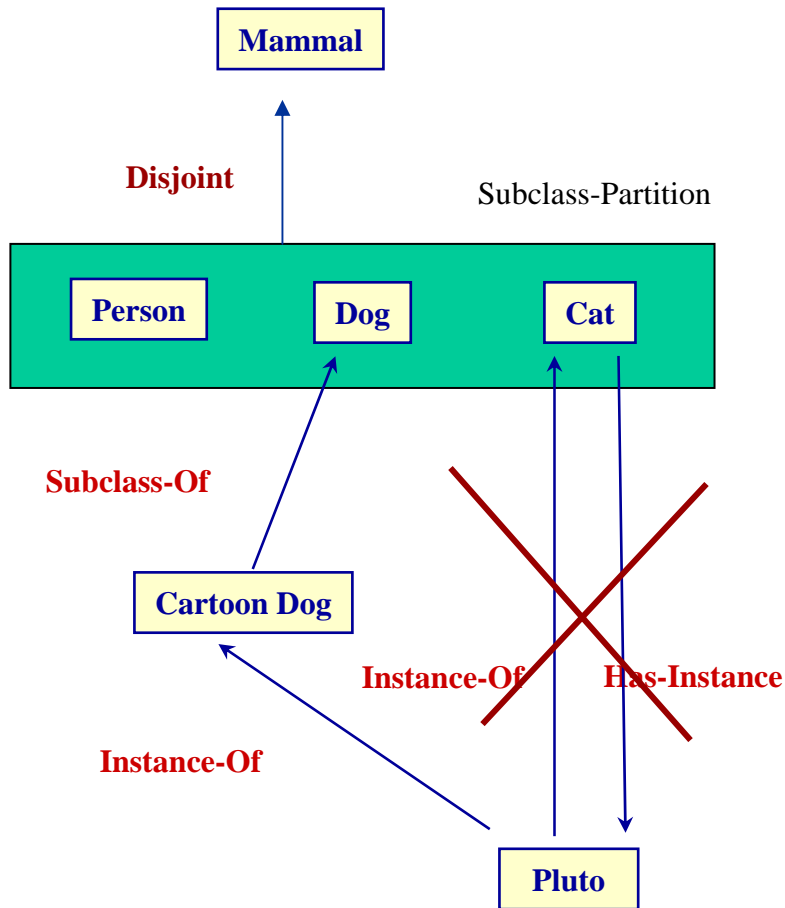 Mammal
Disjoint
Subclass-Partition
Person
Dog
Cat
Subclass-Of
Cartoon Dog
Instance-Of
Has-Instance
Instance-Of
Pluto